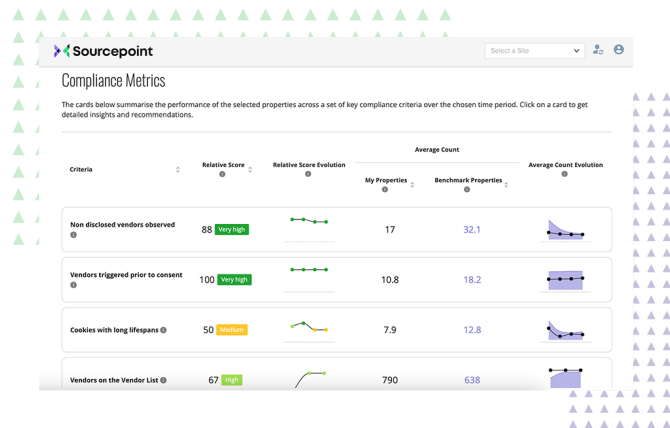 Sourcepoint
Select a Site
Compliance Metrics
The cards below summarise the performance of the selected properties across a set of key compliance criteria over the chosen time period. Click on a card to get
detailed insights and recommendations.
Average Count
Criteria
Relative Score
Relative Score Evolution
Average Count Evolution
My Properties
Benchmark Properties
Non disclosed vendors observed
88 Very high
17
32.1
Vendors triggered prior to consent
100 Very high
10.8
18.2
Cookies with long lifespans
50 Medium
7.9
12.8
Vendors on the Vendor List
67 High
790
638